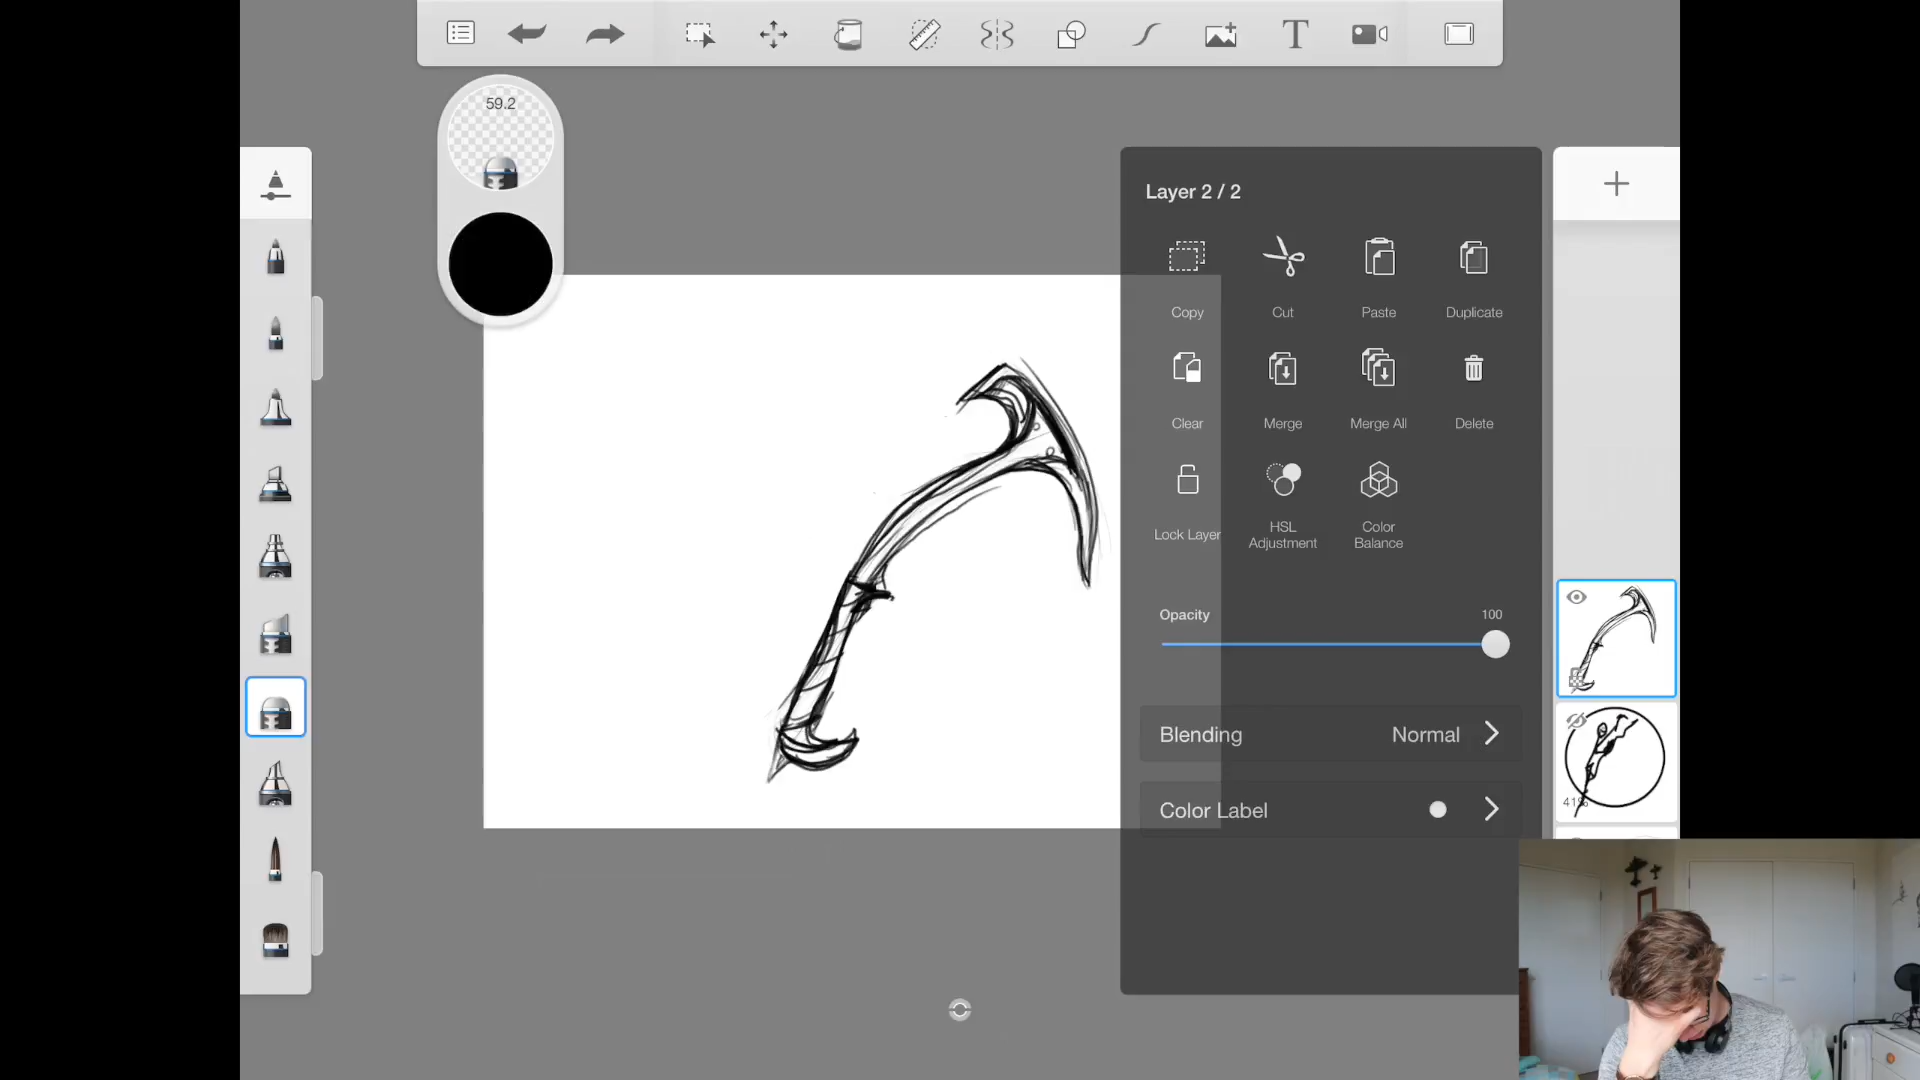 T
59.2
Layer 2 / 2
Copy
Cut
Paste
Duplicate
Clear
Merge
Merge All
Delete
Lock Layer
HSL
Adjustment
Color
Balance
Opacity
100
Blending
Normal
Color Label
41%